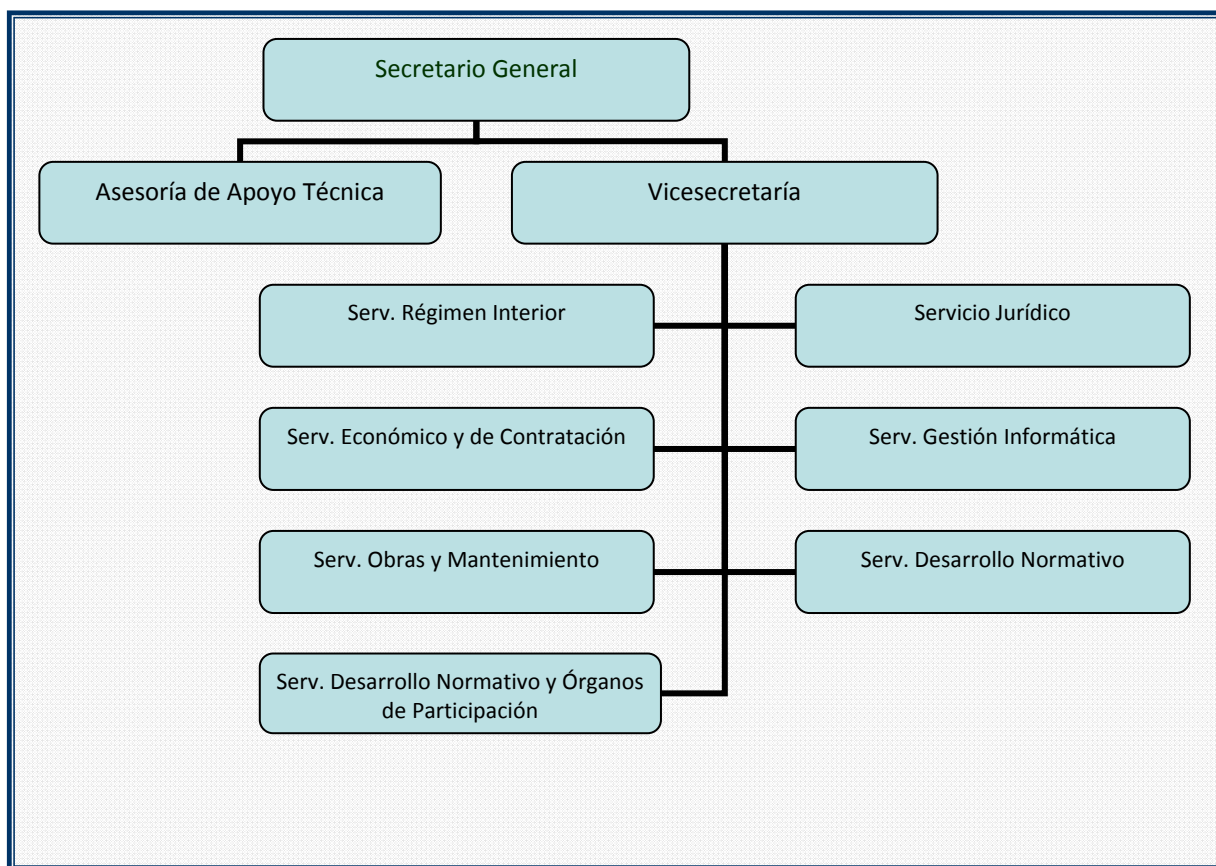 Secretario General
Asesoría de Apoyo Técnica
Vicesecretaría
Serv. Régimen Interior
Servicio Jurídico
Serv. Económico y de Contratación
Serv. Gestión Informática
Serv. Obras y Mantenimiento
Serv. Desarrollo Normativo
Serv. Desarrollo Normativo y Órganos
de Participación